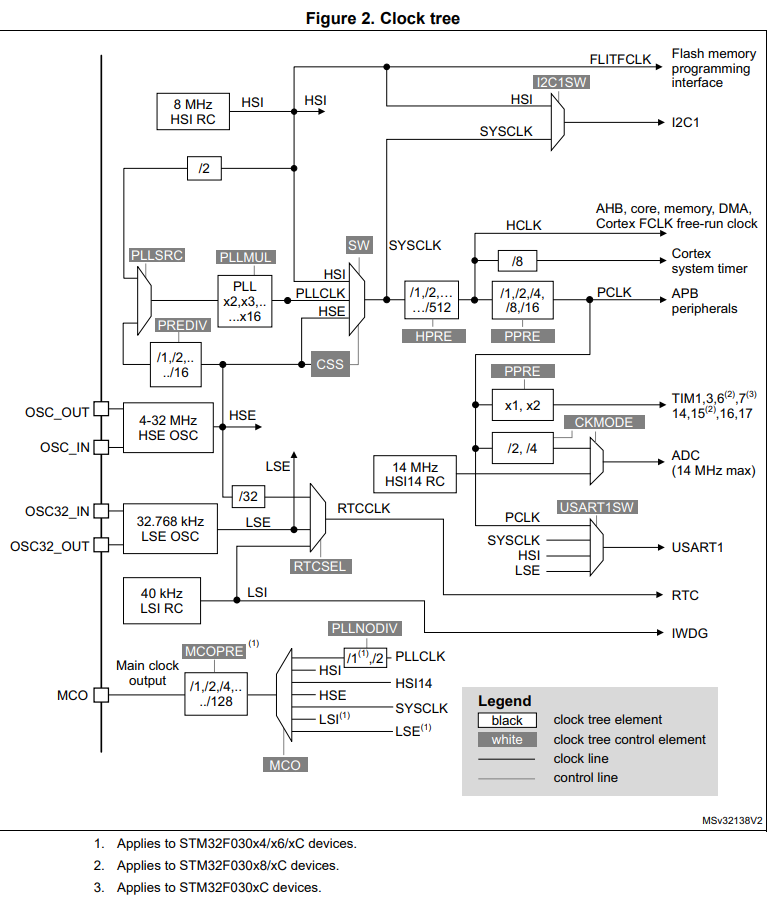 Figure 2. Clock tree
FLITFCLK
Flash memory
programming
interface
I2C1SW
8 MHz
HSI RC
HSI
HSI
HSI
I2C1
SYSCLK
/2
AHB, core, memory, DMA,
Cortex FCLK free-run clock
HCLK
SW
SYSCLK
PLLSRC
PLLMUL
/8
Cortex
system timer
HSI
PLL
x2,x3,..
...x16
PLLCLK
HSE
/1,/2,...
.../512
/1,/2,/4,
/8,/16
PCLK
APB
peripherals
PREDIV
HPRE
PPRE
/1,/2,..
../16
CSS
PPRE
x1, x2
TIM1,3,6(2),7(3)
14,15(2),16,17
OSC_OUT
OSC_IN
4-32 MHz
HSE OSC
HSE
CKMODE
/2, /4
LSE
14 MHz
HSI14 RC
ADC
(14 MHz max)
/32
OSC32_IN
OSC32_OUT
32.768 kHz
LSE OSC
LSE
RTCCLK
USART1SW
PCLK
SYSCLK
HSI
LSE
USART1
RTCSEL
40 kHz
LSI RC
LSI
RTC
IWDG
PLLNODIV
MCOPRE (1)
/1(1),/2
PLLCLK
Main clock
output
HSI
HSI14
MCO
/1,/2,/4,..
../128
HSE
SYSCLK
LSI(1)
LSE(1)
MCO
Legend
black clock tree element
white clock tree control element
clock line
control line
MSv32138V2
1. Applies to STM32F030x4/x6/xC devices.
2. Applies to STM32F030x8/xC devices.
3. Applies to STM32F030xC devices.